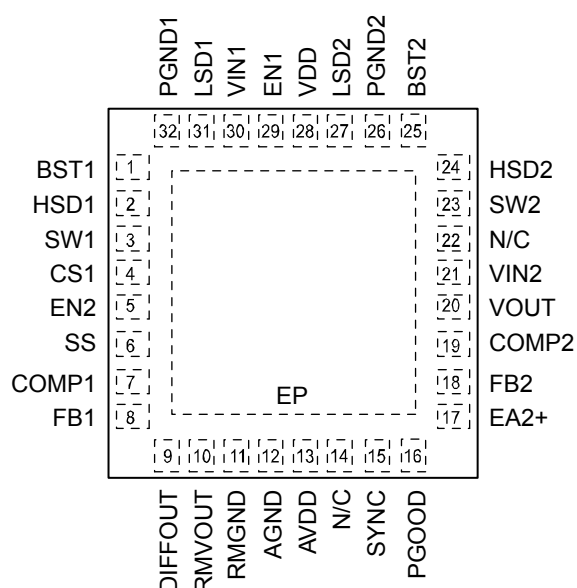 PGND1
LSD1
VIN1
EN1
VDD
LSD2
PGND2
BST2
32 31 30 29 28 27 26 25
BST1 1
HSD1 2
SW1 3
CS1 4
EN2 5
SS 6
COMP1 7
FB1 8
24 HSD2
23 SW2
22 N/C
21 VIN2
20 VOUT
19 COMP2
18 FB2
17 EA2+
EP
9 10 11 12 13 14 15 16
DIFFOUT
RMVOUT
RMGND
AGND
AVDD
N/C
SYNC
PGOOD